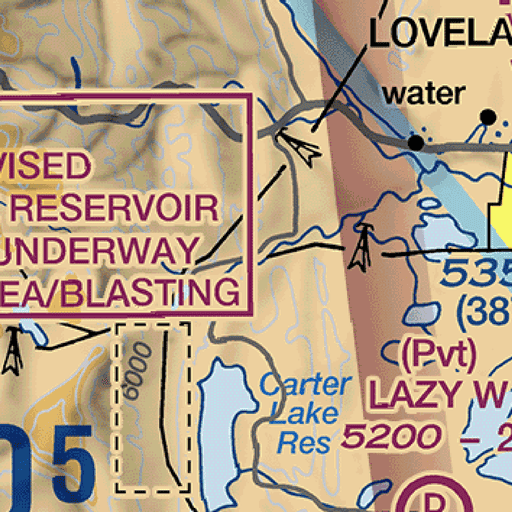 LOVELA
water
VISED
RESERVOIR
UNDERWAY
EA/BLASTING
535
(38
(Pvt)
LAZY W
5200 - 2
6000
Carter
Lake
Res
05
R